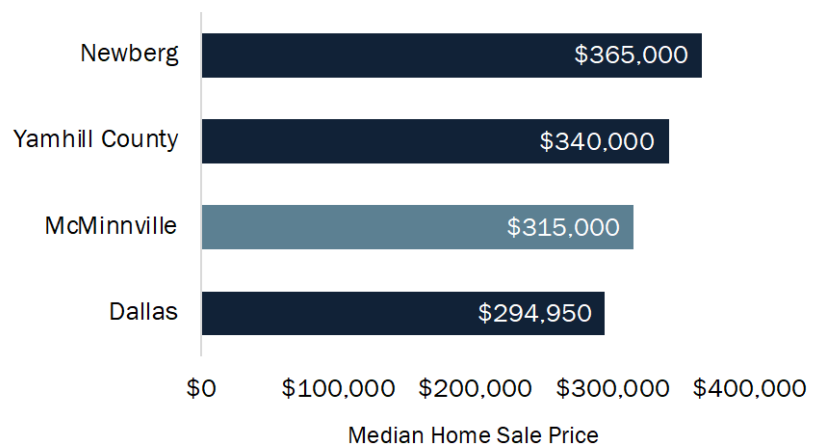 Newberg $365,000
Yamhill County $340,000
McMinnville $315,000
Dallas $294,950
$0 $100,000 $200,000 $300,000 $400,000
Median Home Sale Price